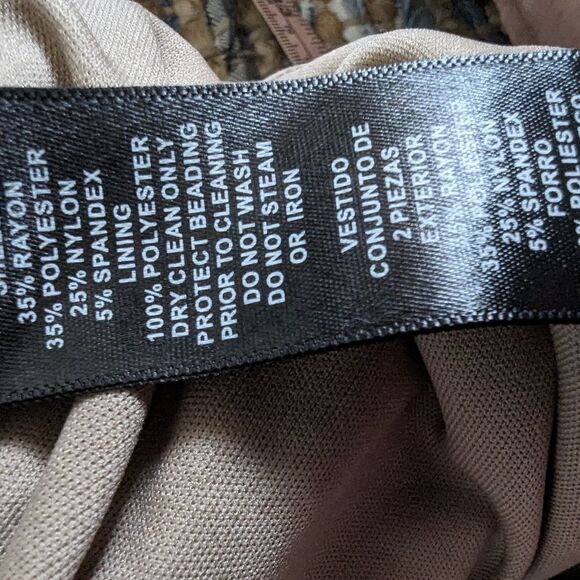 35% RAYON
35% POLYESTER
25% NYLON
5% SPANDEX
LINING
100% POLYESTER
DRY CLEAN ONLY
PROTECT BEADING
PRIOR TO CLEANING
DO NOT WASH
DO NOT STEAM
OR IRON
VESTIDO
CONJUNTO DE
2 PIEZAS
EXTERIOR
RAYON
25% NYLON
5% SPANDEX
FORRO
POLIESTER